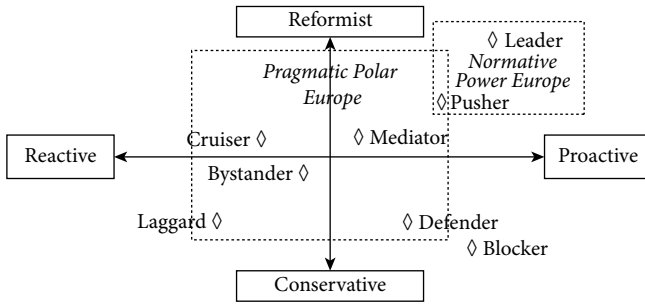 Reformist
Leader
Normative
Power Europe
Pragmatic Polar
Europe
Pusher
Cruiser
Mediator
Reactive
Proactive
Bystander
Laggard
Defender
Blocker
Conservative